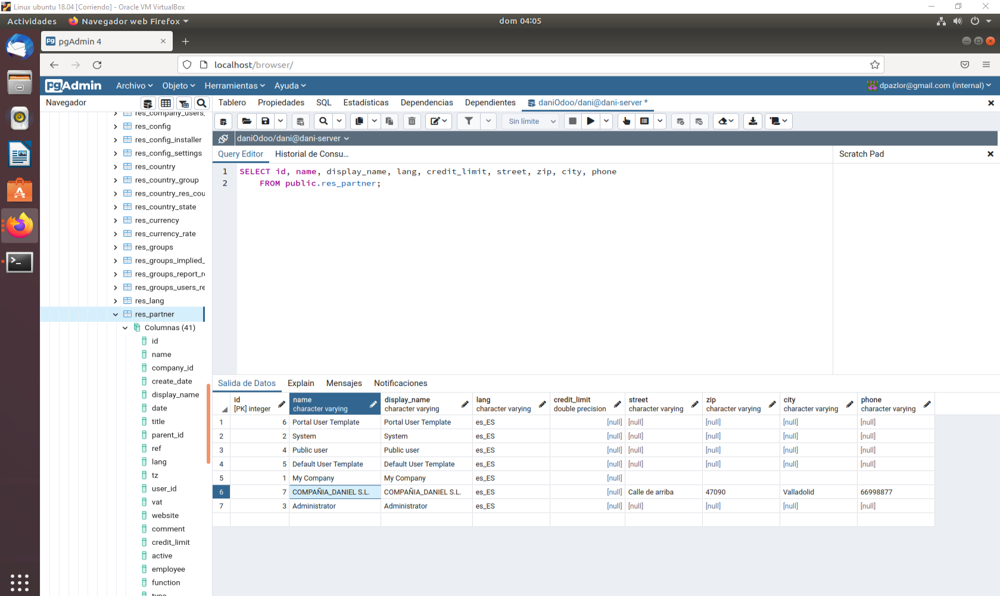 Linux ubuntu 18.04 [Corriendo] - Oracle VM VirtualBox
Actividades Navegador web Firefox dom 04:05
pgAdmin 4
localhost/browser/
pgAdmin Archivo Objeto Herramientas Ayuda dpazlor@gmail.com (internal)
Navegador Tablero Propiedades SQL Estadísticas Dependencias Dependientes daniOdoo/dani@dani-server *
Sin límite
daniOdoo/dani@dani-server
Query Editor Historial de Consu... Scratch Pad
1 SELECT id, name, display_name, lang, credit_limit, street, zip, city, phone
2 FROM public.res_partner;
res_company_users_
res_config
res_config_installer
res_config_settings
res_country
res_country_group
res_country_res_cou
res_country_state
res_currency
res_currency_rate
res_groups
res_groups_implied_
res_groups_report_re
res_groups_users_re
res_lang
res_partner
Columnas (41)
id
name
company_id
create_date
display_name
date
title
parent_id
ref
lang
tz
user_id
vat
website
comment
credit_limit
active
employee
function
type
Salida de Datos Explain Mensajes Notificaciones
id name display_name lang credit_limit street zip city phone
[PK] integer character varying character varying character varying double precision character varying character varying character varying character varying
1 6 Portal User Template Portal User Template es_ES [null] [null] [null] [null] [null]
2 2 System System es_ES [null] [null] [null] [null] [null]
3 4 Public user Public user es_ES [null] [null] [null] [null] [null]
4 5 Default User Template Default User Template es_ES [null] [null] [null] [null] [null]
5 1 My Company My Company es_ES [null]
6 7 COMPAÑIA_DANIEL S.L. COMPAÑIA_DANIEL S.L. es_ES [null] Calle de arriba 47090 Valladolid 66998877
7 3 Administrator Administrator es_ES [null] [null] [null] [null] [null]